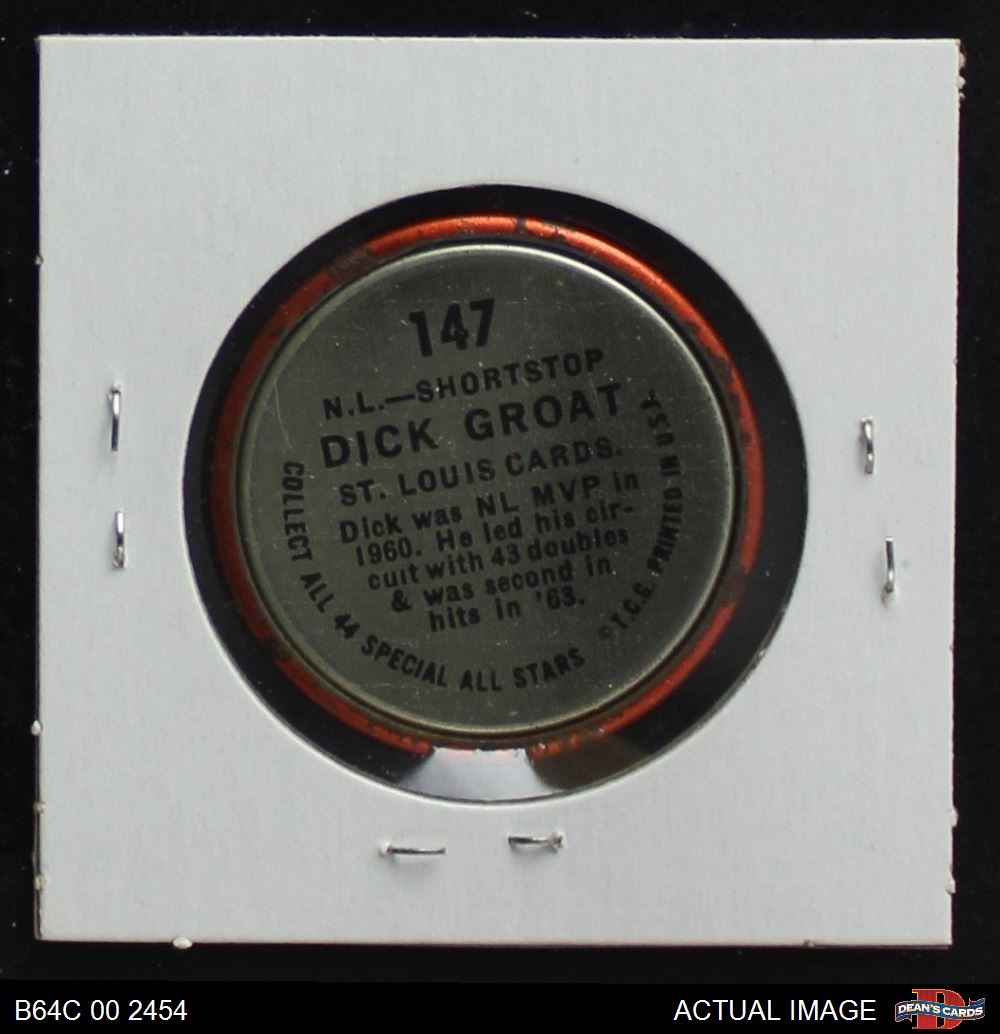 147
N.L.—SHORTSTOP
DICK GROAT
ST. LOUIS CARDS.
Dick was NL MVP in
1960. He led his cir-
cuit with 43 doubles
& was second in
hits in '63.
COLLECT ALL 44 SPECIAL ALL STARS
©T.C.G. PRINTED IN USA
B64C 00 2454
ACTUAL IMAGE
D
DEAN'S CARDS